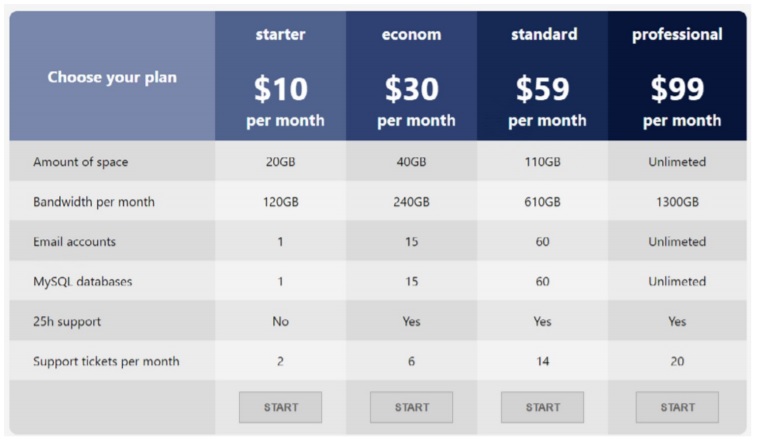 Choose your plan starter econom standard professional
$10 $30 $59 $99
per month per month per month per month
Amount of space 20GB 40GB 110GB Unlimeted
Bandwidth per month 120GB 240GB 610GB 1300GB
Email accounts 1 15 60 Unlimeted
MySQL databases 1 15 60 Unlimeted
25h support No Yes Yes Yes
Support tickets per month 2 6 14 20
START START START START